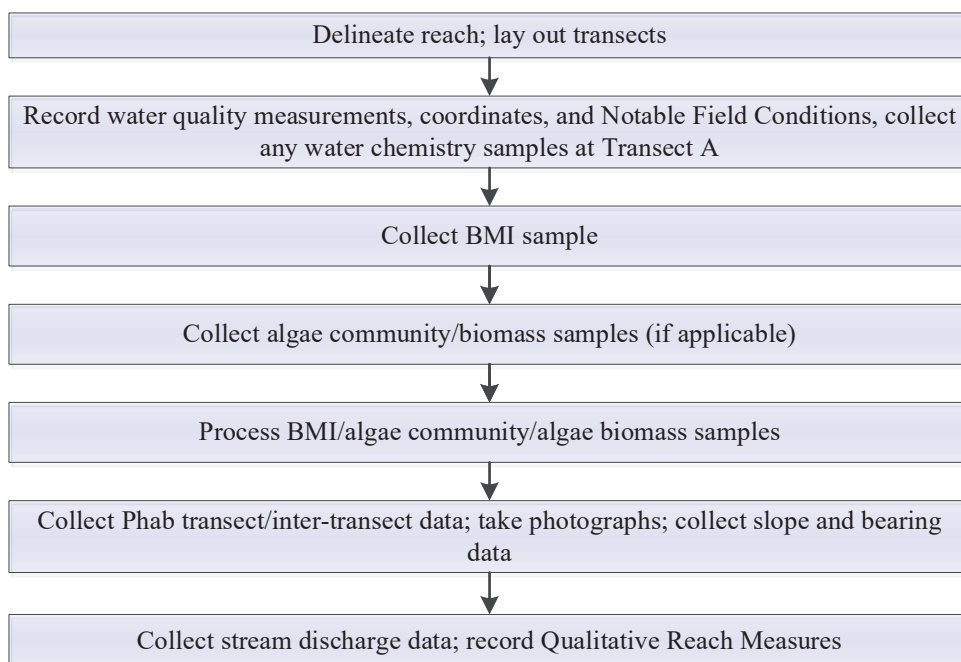 Delineate reach; lay out transects
Record water quality measurements, coordinates, and Notable Field Conditions, collect
any water chemistry samples at Transect A
Collect BMI sample
Collect algae community/biomass samples (if applicable)
Process BMI/algae community/algae biomass samples
Collect Phab transect/inter-transect data; take photographs; collect slope and bearing
data
Collect stream discharge data; record Qualitative Reach Measures